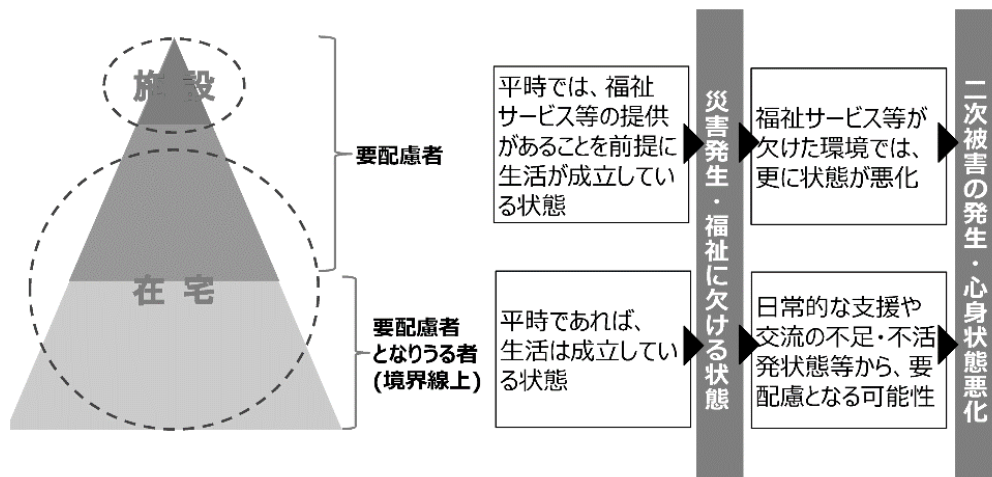 施 設
在 宅
要配慮者
要配慮者
となりうる者
(境界線上)
平時では、福祉
サービス等の提供
があることを前提に
生活が成立してい
る状態
平時であれば、
生活は成立してい
る状態
災害発生・福祉に欠ける状態
福祉サービス等が
欠けた環境では、
更に状態が悪化
日常的な支援や
交流の不足・不活
発状態等から、要
配慮となる可能性
二次被害の発生・心身状態悪化